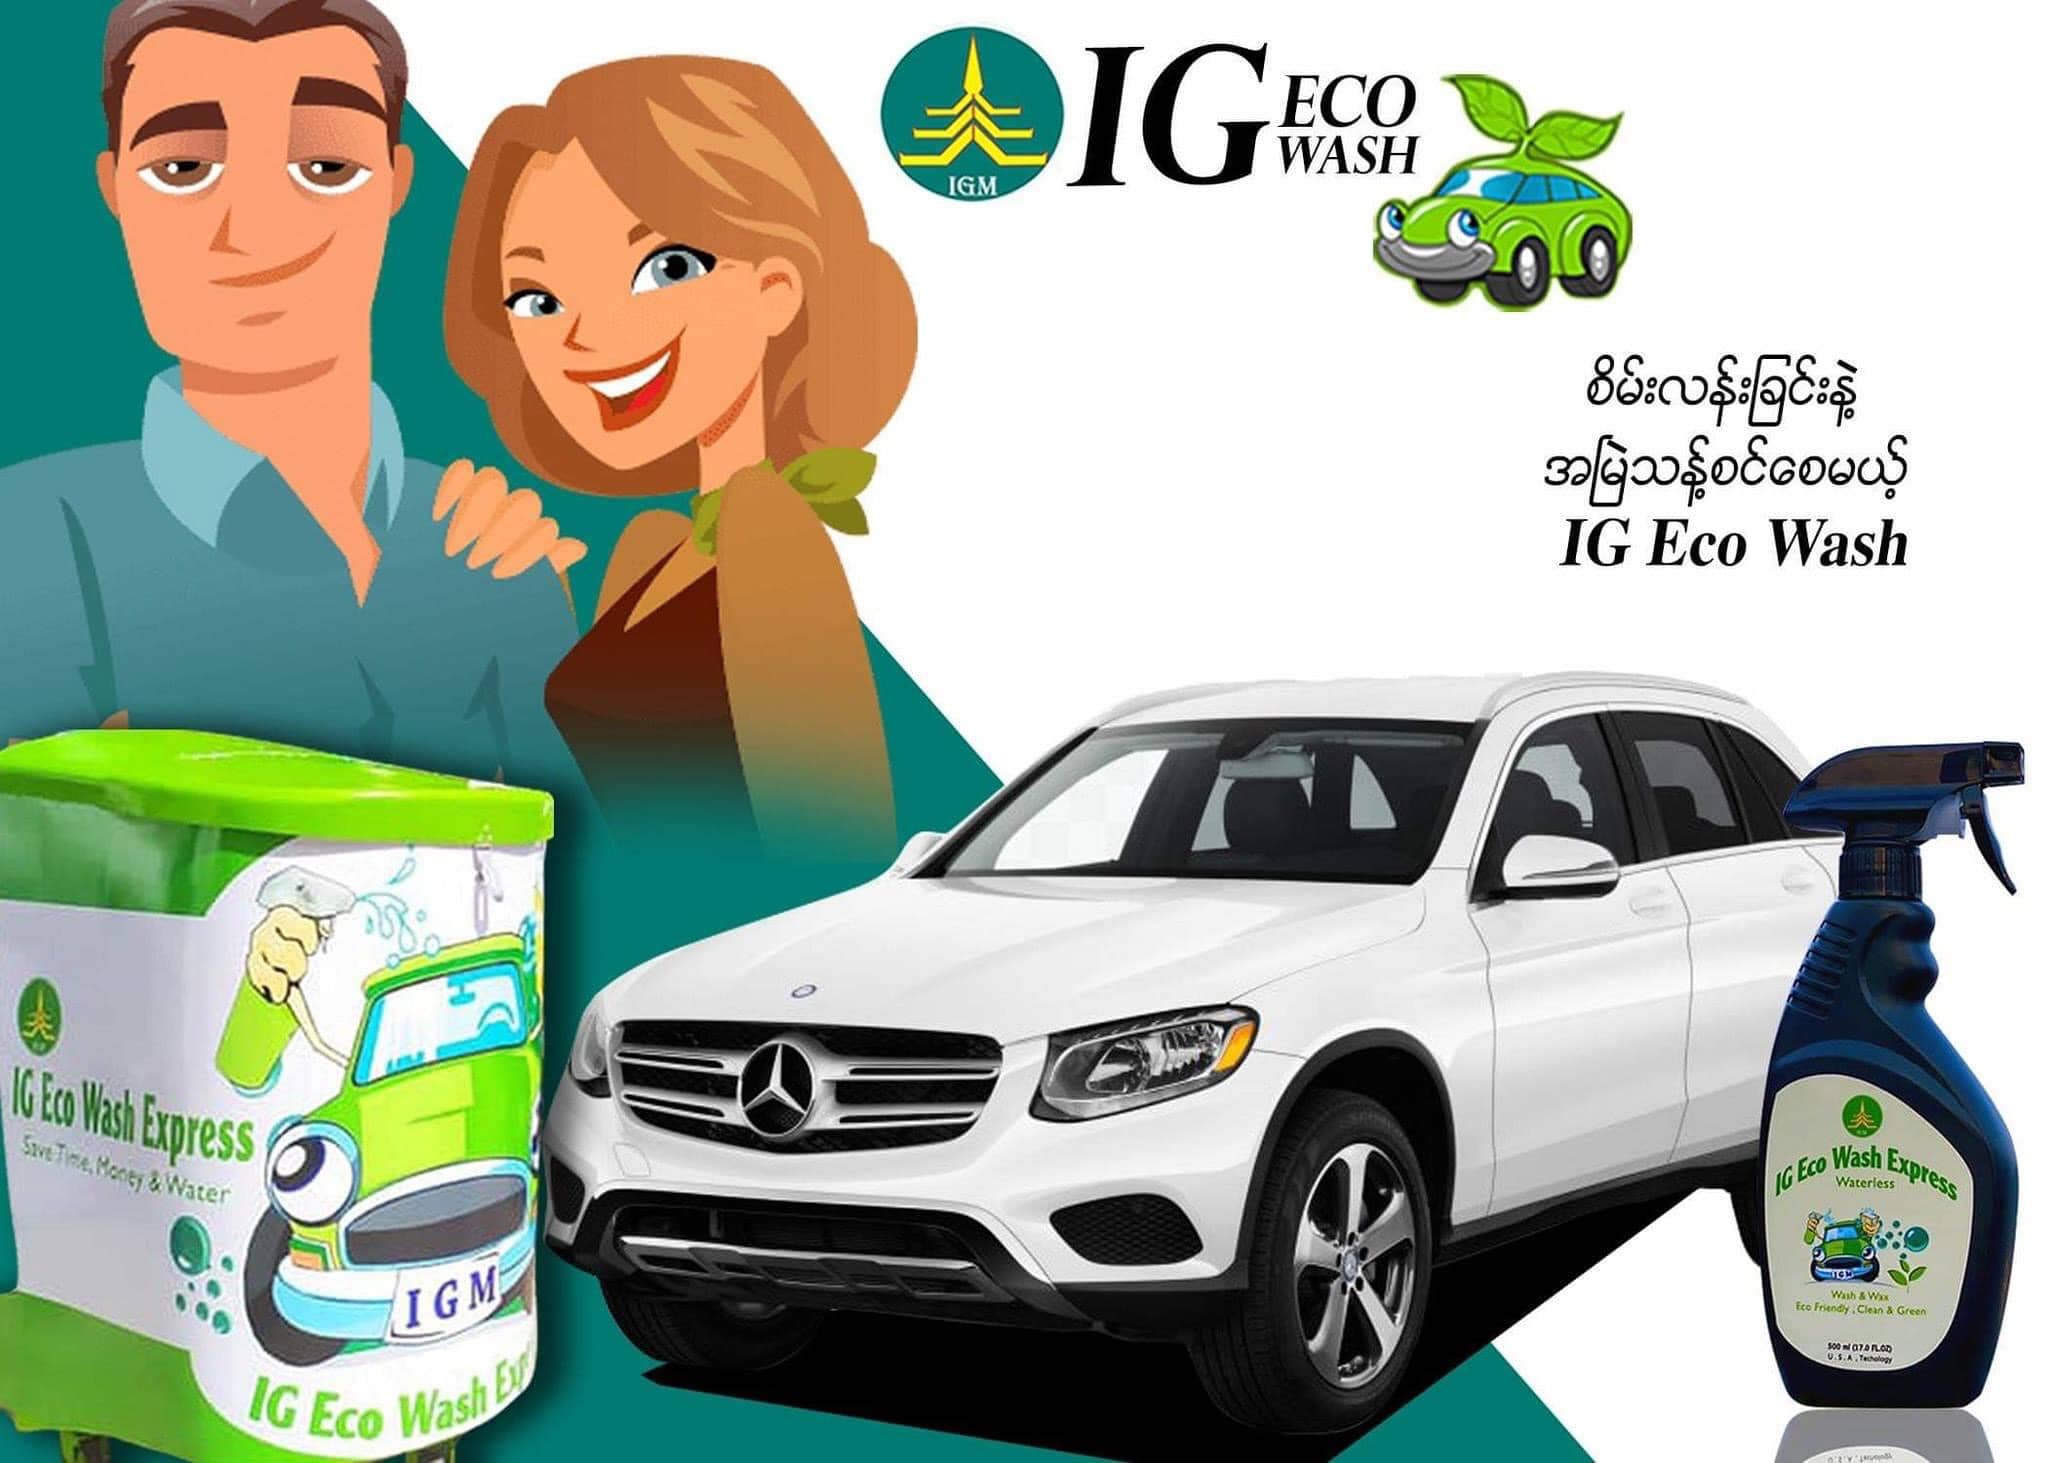 IGM
IG ECO WASH
စိမ်းလန်းခြင်းနဲ့
အမြဲသန့်စင်စေမယ့်
IG Eco Wash
IG Eco Wash Express
Save Time, Money & Water
IGM
IG Eco Wash
IG Eco Wash Express
Waterless
IGM
Wash & Wax
Eco Friendly , Clean & Green
500 ml (17.0 FL.OZ)
U . S . A , Techology